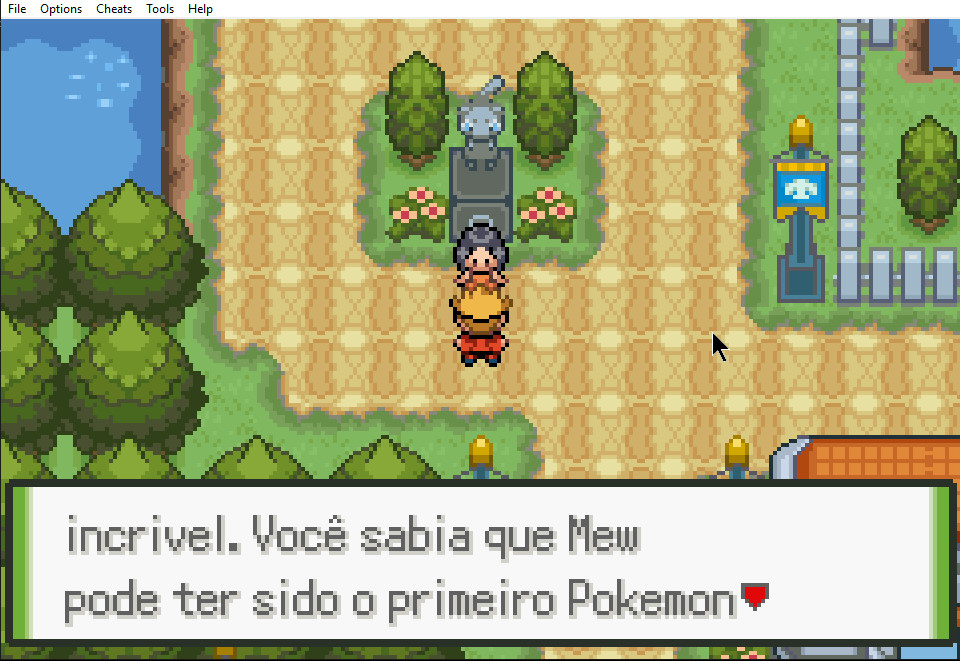 File Options Cheats Tools Help
incrivel. Você sabia que Mew
pode ter sido o primeiro Pokemon